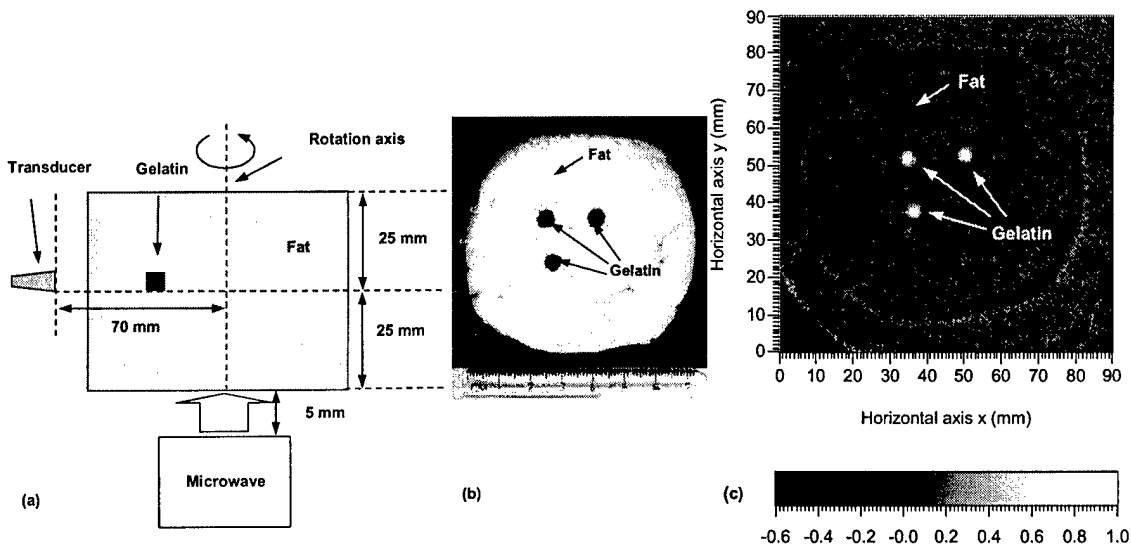 Transducer
Gelatin
Rotation axis
Fat
25 mm
70 mm
25 mm
5 mm
Microwave
(a)
Fat
Gelatin
(b)
Horizontal axis y (mm)
90
80
70
60
50
40
30
20
10
0
Fat
Gelatin
0 10 20 30 40 50 60 70 80 90
Horizontal axis x (mm)
(c)
-0.6 -0.4 -0.2 -0.0 0.2 0.4 0.6 0.8 1.0